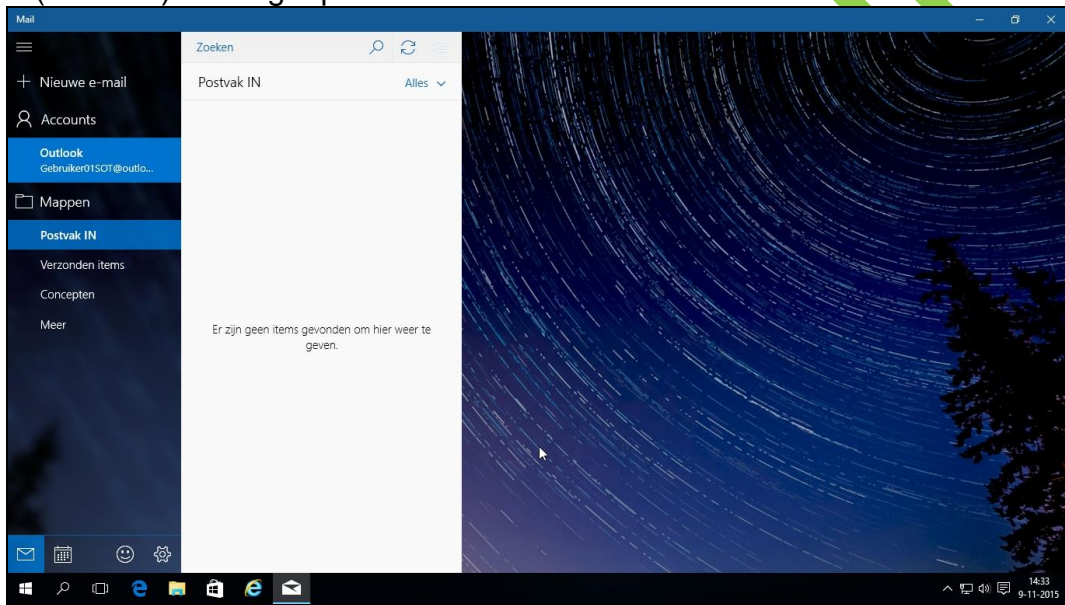 Mail
Zoeken
Nieuwe e-mail
Postvak IN
Alles
Accounts
Outlook
Gebruiker01SOT@outlo...
Mappen
Postvak IN
Verzonden items
Concepten
Meer
Er zijn geen items gevonden om hier weer te
geven.
14:33
9-11-2015